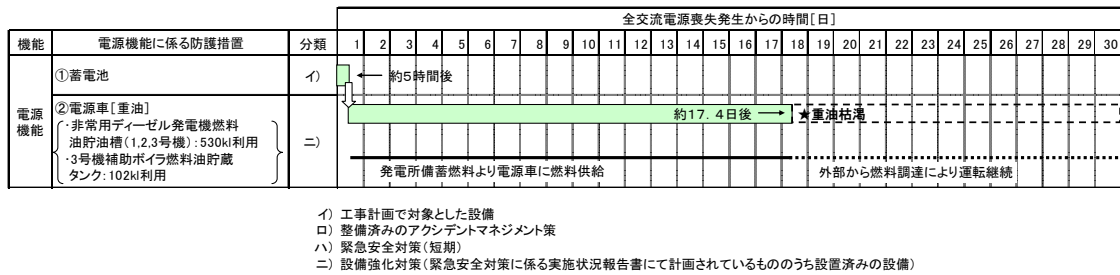 全交流電源喪失発生からの時間[日]
機能 電源機能に係る防護措置 分類 1 2 3 4 5 6 7 8 9 10 11 12 13 14 15 16 17 18 19 20 21 22 23 24 25 26 27 28 29 30
電源
機能
①蓄電池 イ) 約5時間後
②電源車[重油]
・非常用ディーゼル発電機燃料
油貯油槽(1,2,3号機):530kl利用
・3号機補助ボイラ燃料油貯蔵
タンク:102kl利用
ニ)
約17.4日後 ★重油枯渇
発電所備蓄燃料より電源車に燃料供給 外部から燃料調達により運転継続
イ) 工事計画で対象とした設備
ロ) 整備済みのアクシデントマネジメント策
ハ) 緊急安全対策(短期)
ニ) 設備強化対策(緊急安全対策に係る実施状況報告書にて計画されているもののうち設置済みの設備)